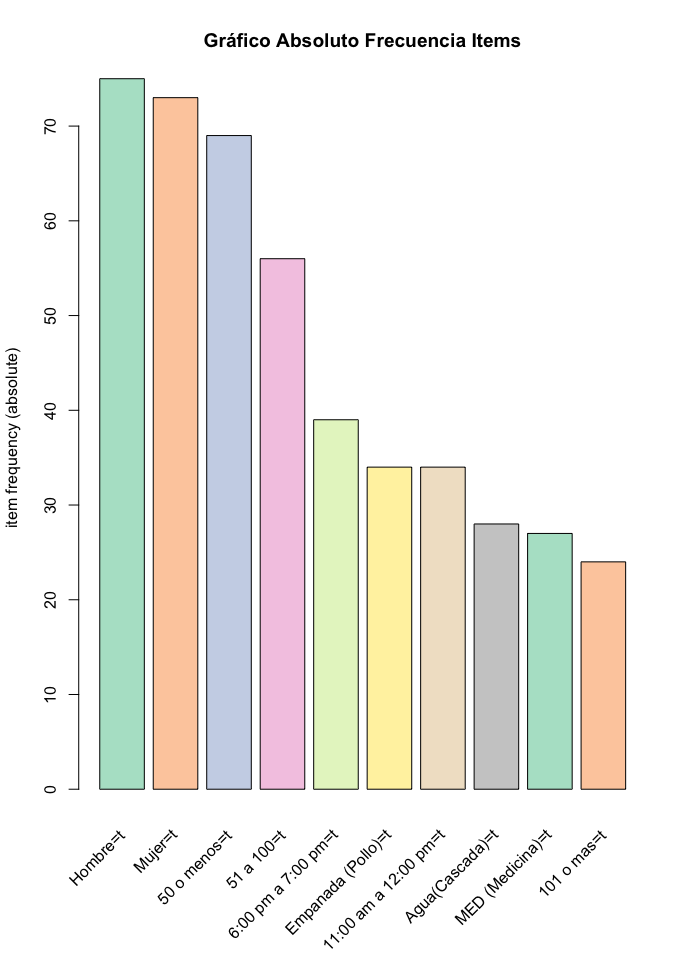 Gráfico Absoluto Frecuencia Items
item frequency (absolute)
70
60
50
40
30
20
10
0
Hombre=t
Mujer=t
50 o menos=t
51 a 100=t
6:00 pm a 7:00 pm=t
Empanada (Pollo)=t
11:00 am a 12:00 pm=t
Agua(Cascada)=t
MED (Medicina)=t
101 o mas=t